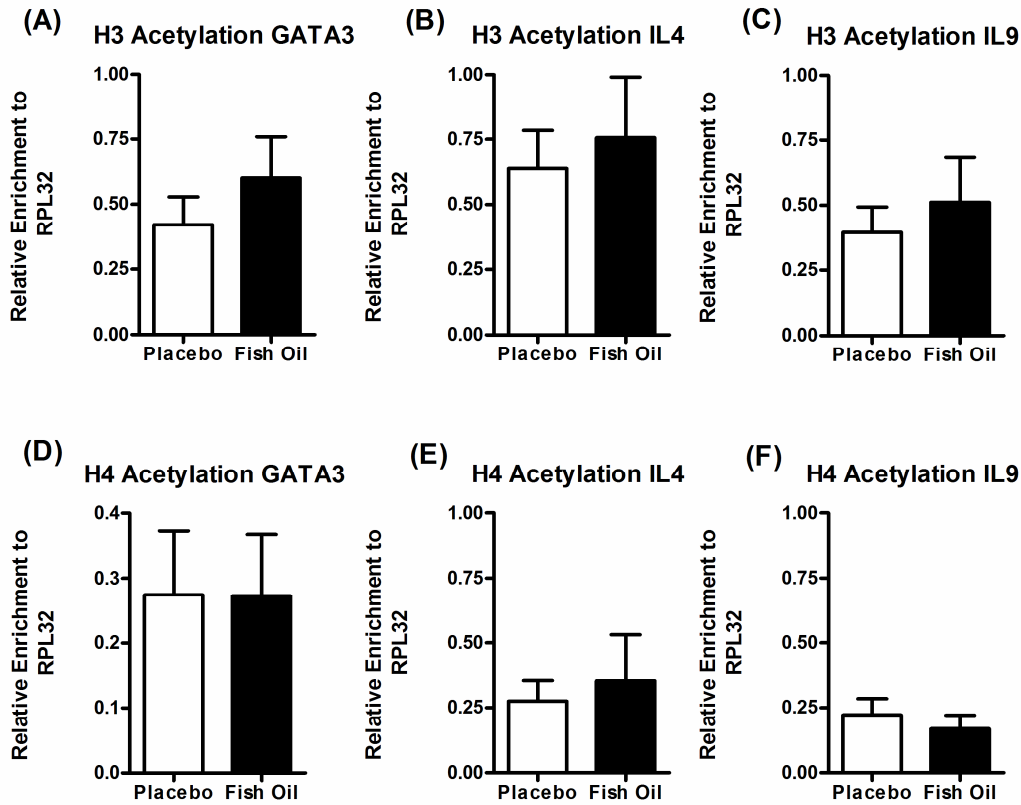 (A)
H3 Acetylation GATA3
Relative Enrichment to
RPL32
1.00
0.75
0.50
0.25
0.00
Placebo Fish Oil
(B)
H3 Acetylation IL4
Relative Enrichment to
RPL32
1.00
0.75
0.50
0.25
0.00
Placebo Fish Oil
(C)
H3 Acetylation IL9
Relative Enrichment to
RPL32
1.00
0.75
0.50
0.25
0.00
Placebo Fish Oil
(D)
H4 Acetylation GATA3
Relative Enrichment to
RPL32
0.4
0.3
0.2
0.1
0.0
Placebo Fish Oil
(E)
H4 Acetylation IL4
Relative Enrichment to
RPL32
1.00
0.75
0.50
0.25
0.00
Placebo Fish Oil
(F)
H4 Acetylation IL9
Relative Enrichment to
RPL32
1.00
0.75
0.50
0.25
0.00
Placebo Fish Oil